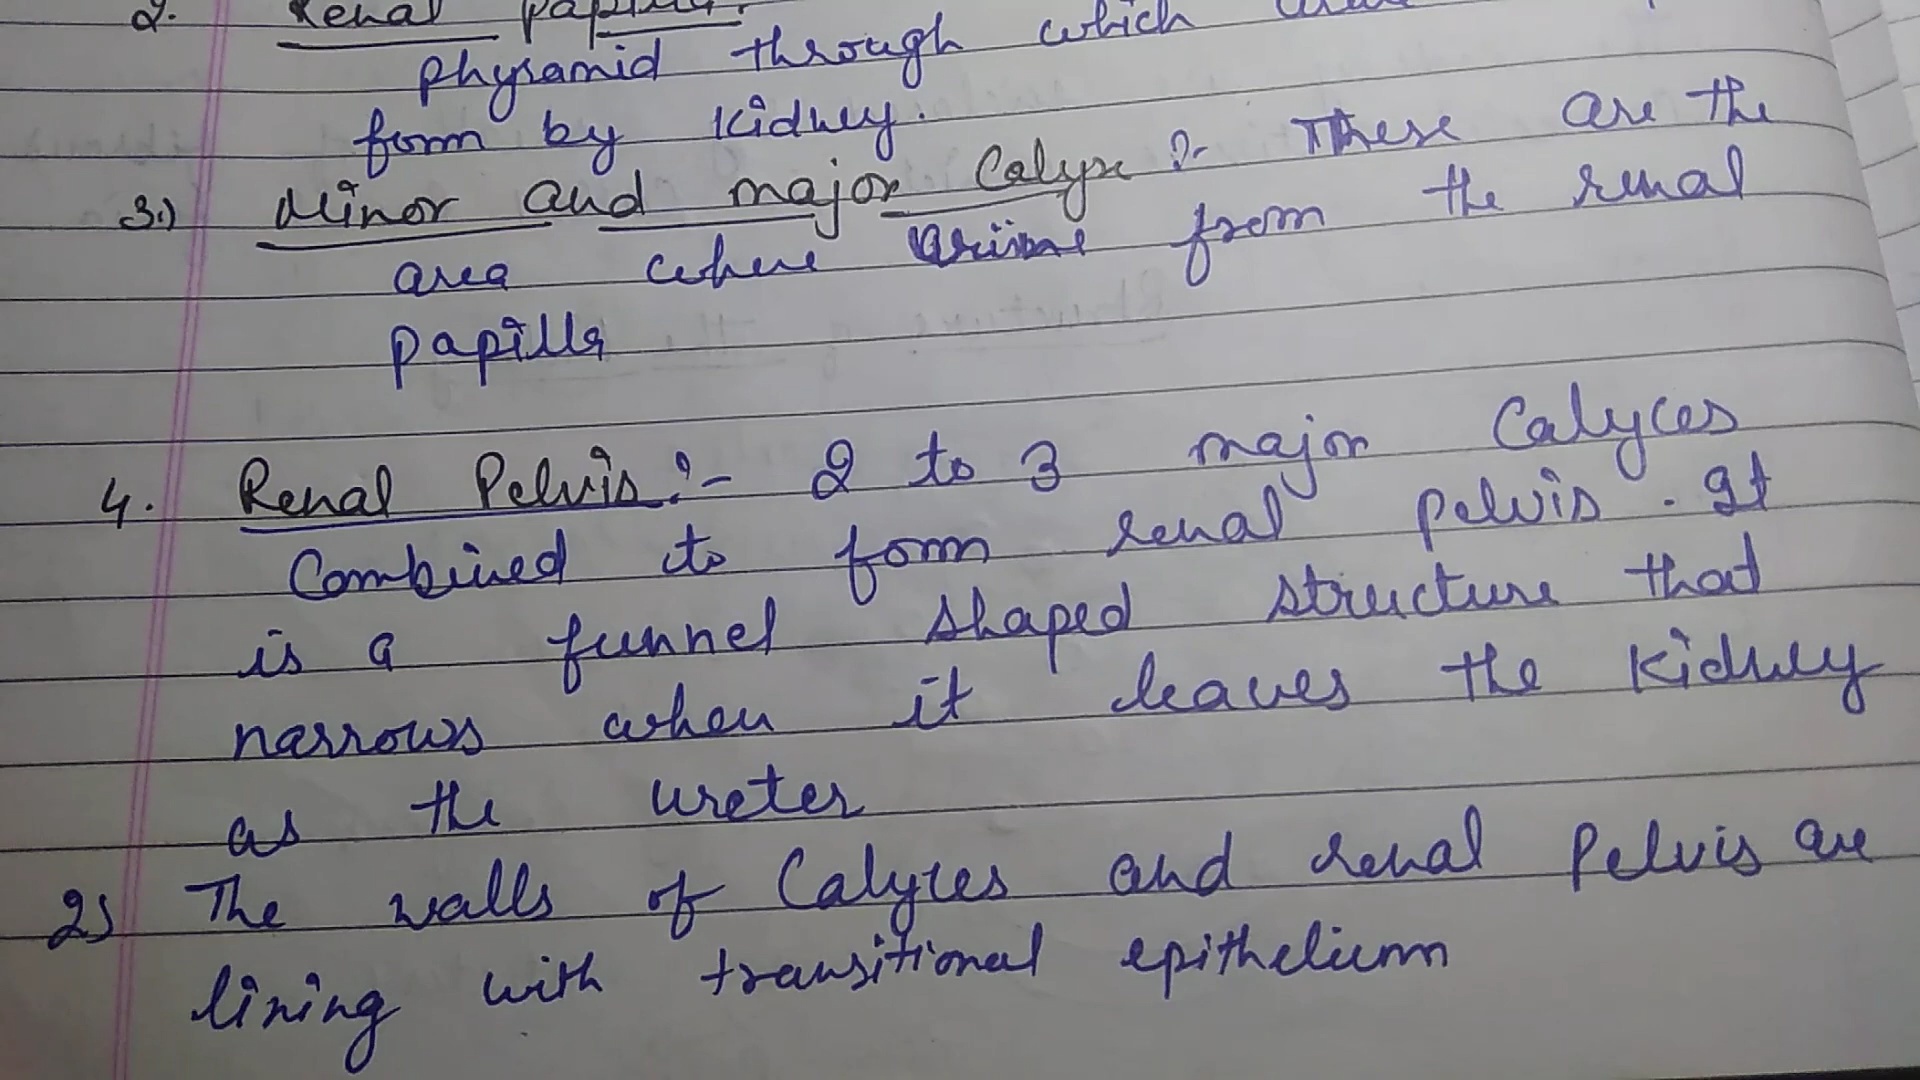 2. Renal
physamid through which
form by kidney.
3.) Minor and major Calyx :- These are the
area where from the renal
papilla
4. Renal Pelvis :- 2 to 3 major Calyces
Combined to form renal pelvis. It
is a funnel shaped structure that
narrows when it leaves the kidney
as the ureter
2) The walls of Calyces and renal Pelvis are
lining with transitional epithelium